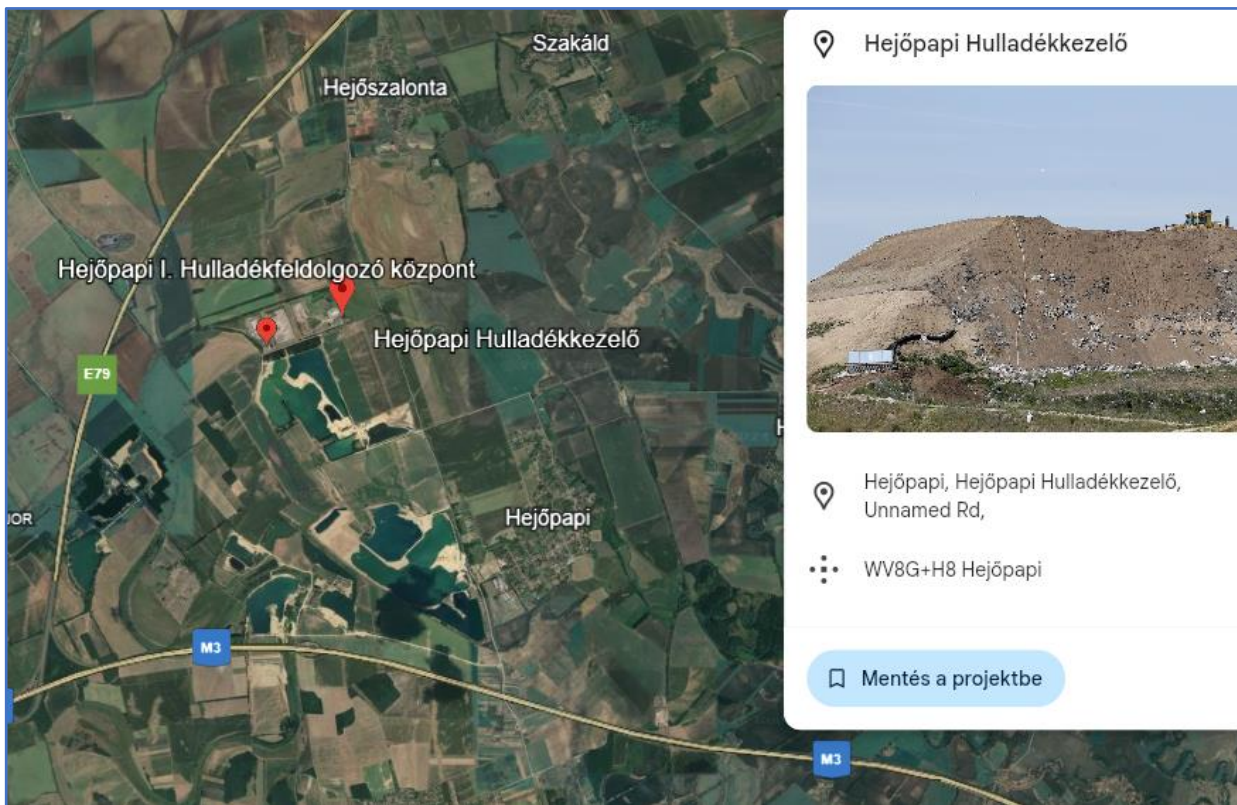 Szakáld
Hejőszalonta
Hejőpapi I. Hulladékfeldolgozó központ
Hejőpapi Hulladékkezelő
E79
JOR
Hejőpapi
M3
M3
Hejőpapi Hulladékkezelő
Hejőpapi, Hejőpapi Hulladékkezelő,
Unnamed Rd,
WV8G+H8 Hejőpapi
Mentés a projektbe